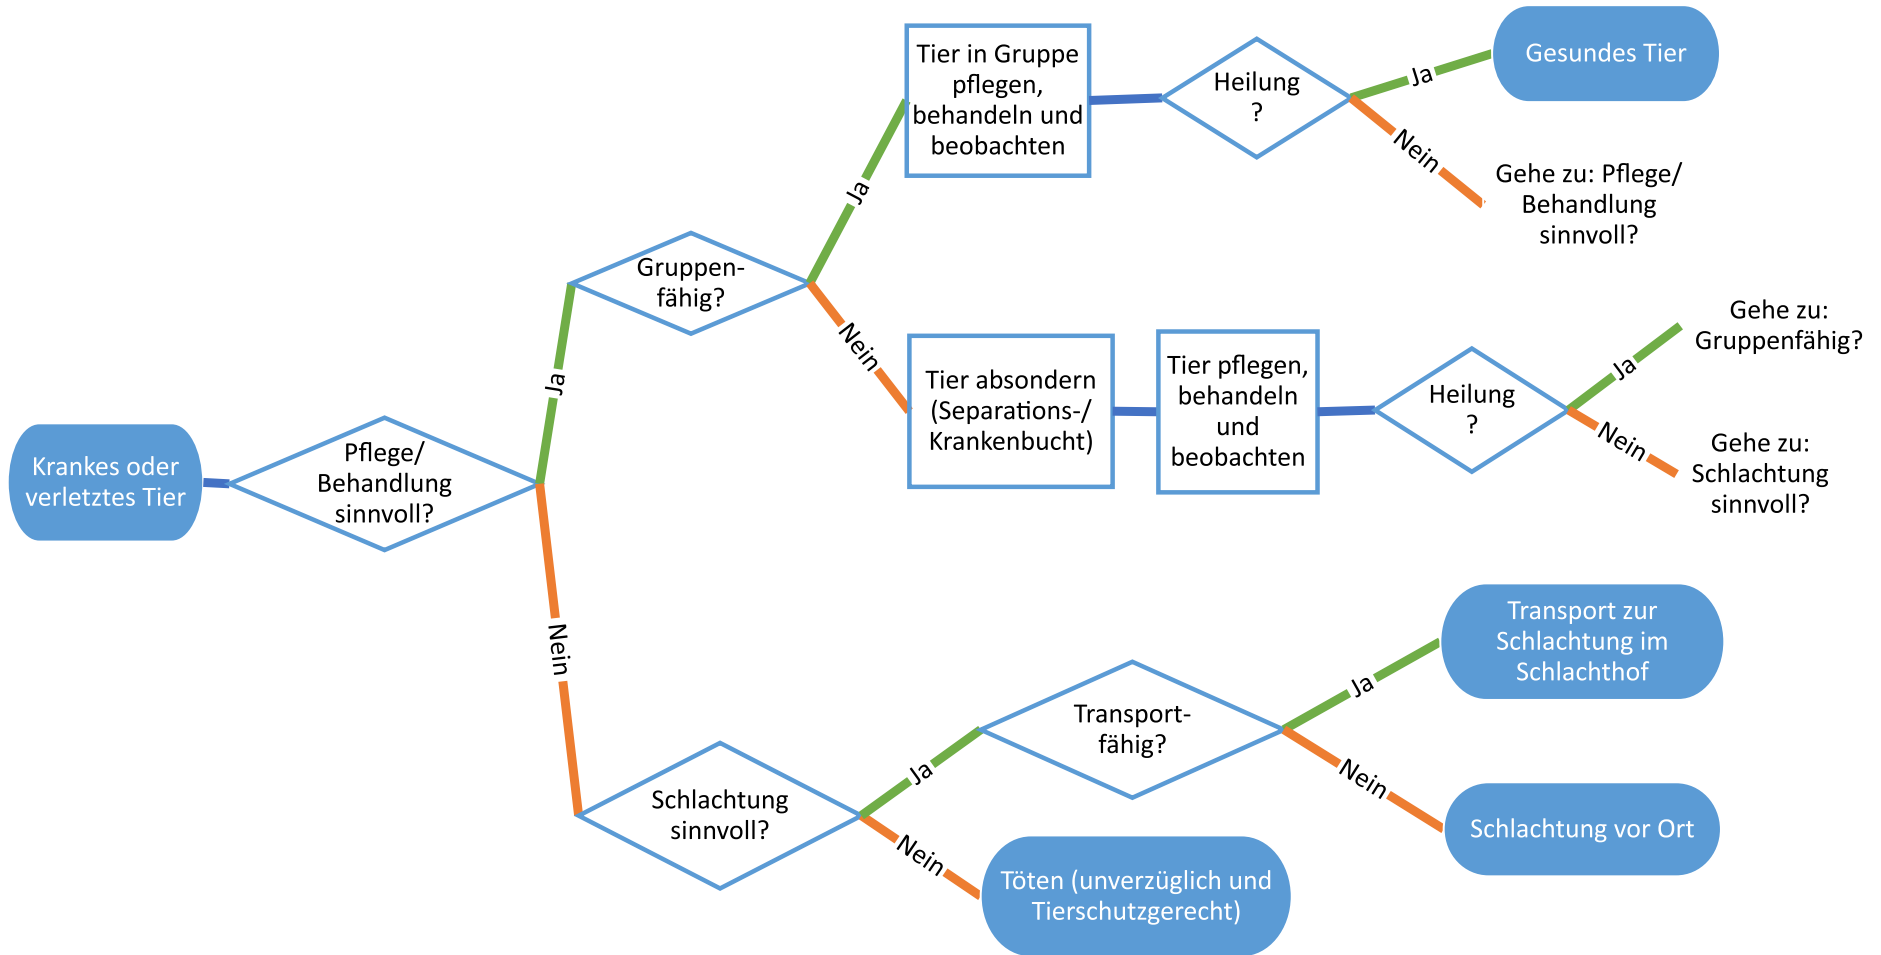 Krankes oder
verletztes Tier
Pflege/
Behandlung
sinnvoll?
Ja
Nein
Gruppen-
fähig?
Ja
Nein
Tier in Gruppe
pflegen,
behandeln und
beobachten
Heilung
?
Ja
Nein
Gesundes Tier
Gehe zu: Pflege/
Behandlung
sinnvoll?
Tier absondern
(Separations-/
Krankenbucht)
Tier pflegen,
behandeln
und
beobachten
Heilung
?
Ja
Nein
Gehe zu:
Gruppenfähig?
Gehe zu:
Schlachtung
sinnvoll?
Schlachtung
sinnvoll?
Ja
Nein
Transport-
fähig?
Ja
Nein
Transport zur
Schlachtung im
Schlachthof
Schlachtung vor Ort
Töten (unverzüglich und
Tierschutzgerecht)